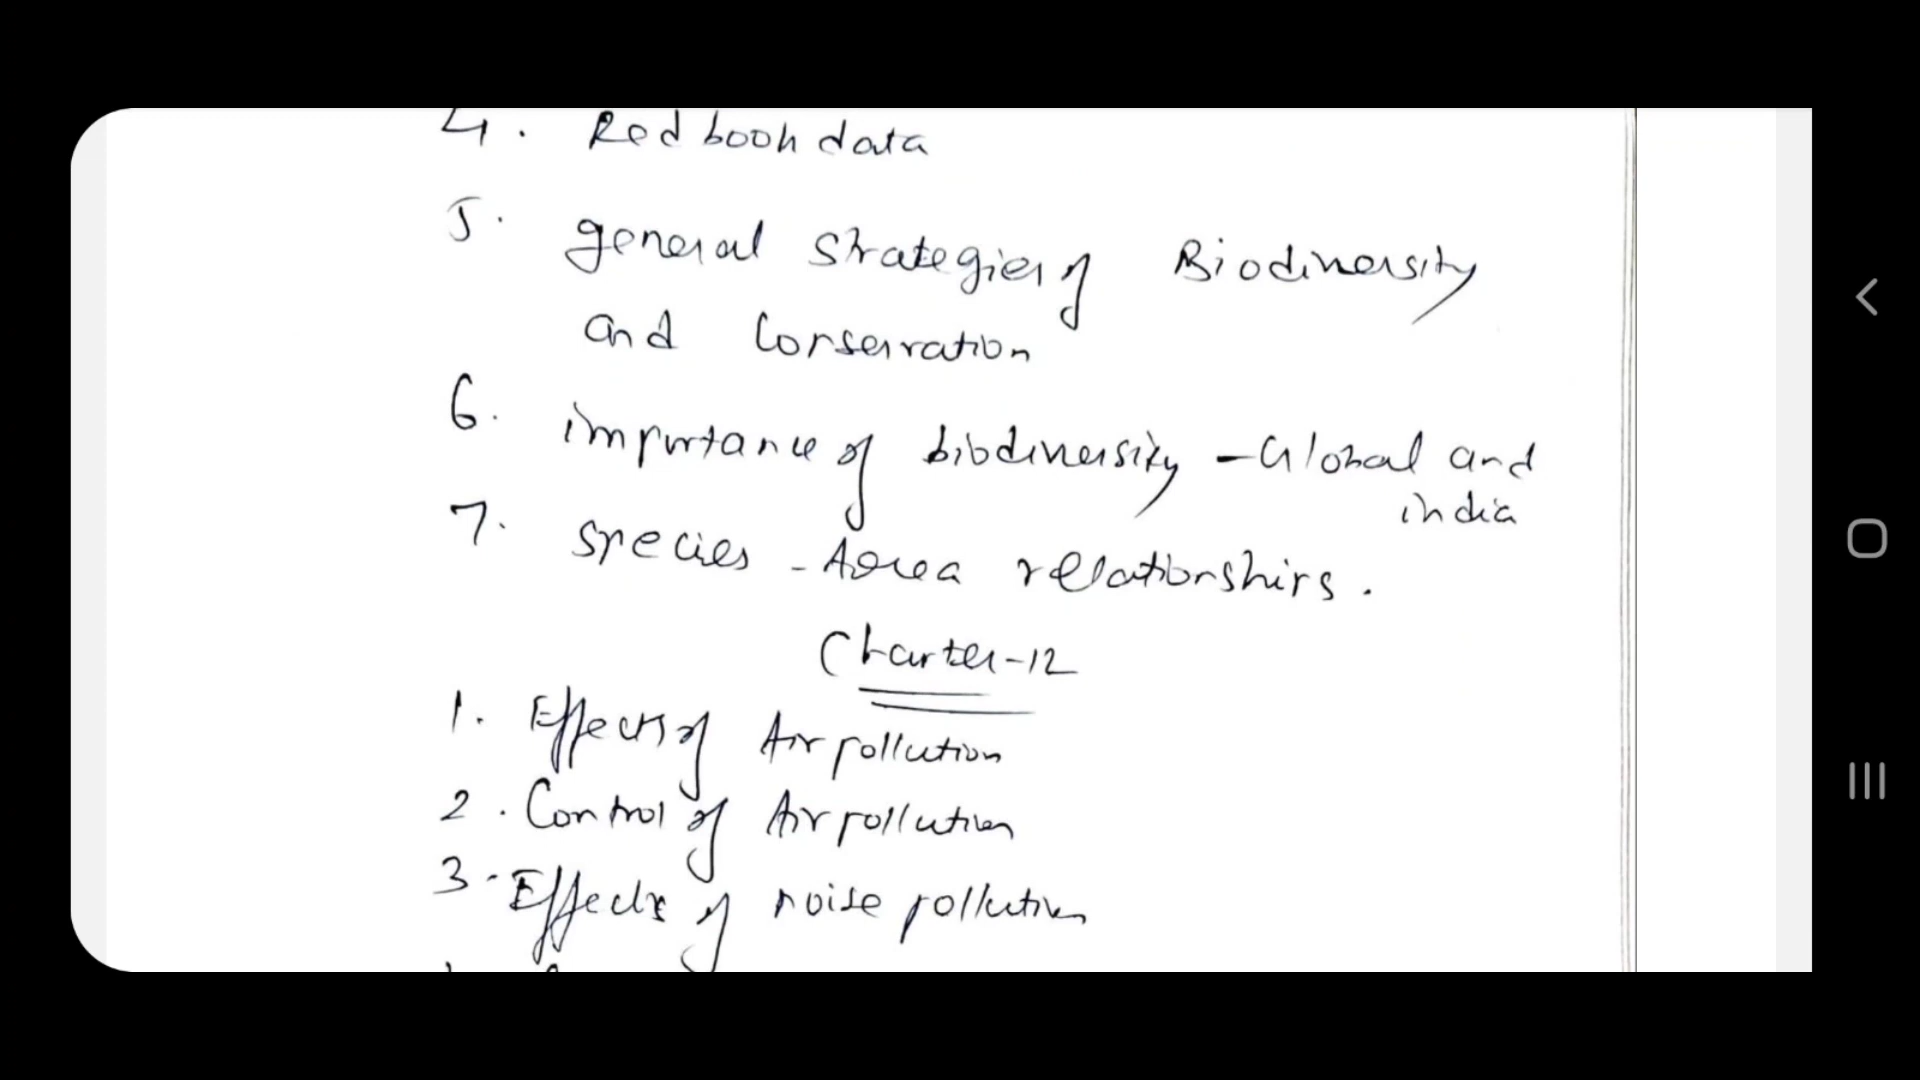 4. Red book data
5. general strategies of Biodiversity
and Conservation
6. importance of biodiversity - Global and
india
7. species - Area relationships.
Chapter-12
1. Effects of Air pollution
2. Control of Air pollution
3. Effects of noise pollution